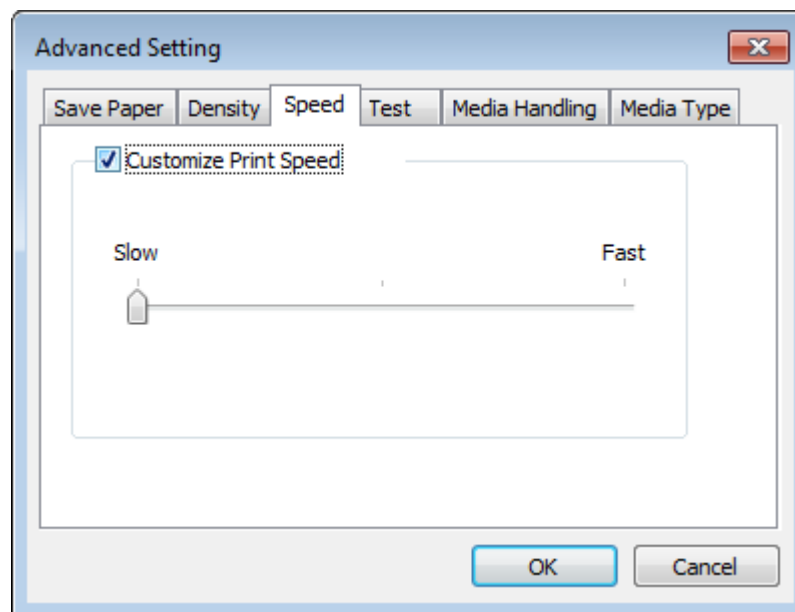 Advanced Setting
Save Paper Density Speed Test Media Handling Media Type
Customize Print Speed
Slow Fast
OK Cancel